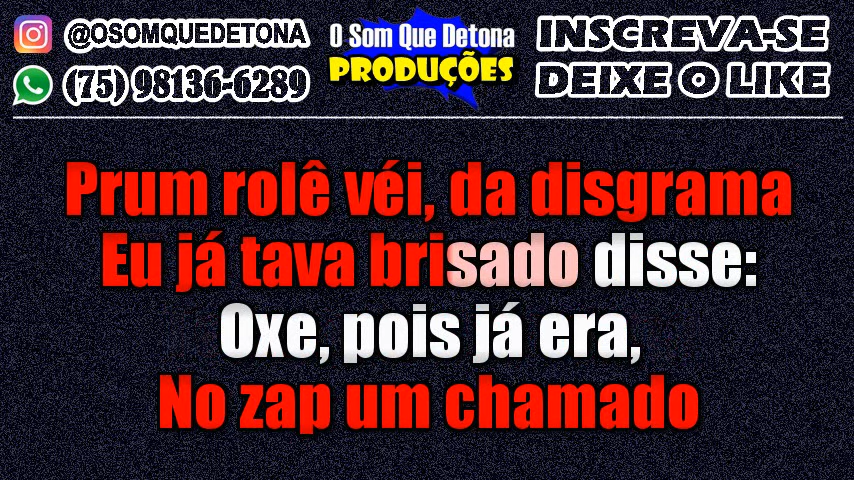 @OSOMQUEDETONA
(75) 98136-6289
O Som Que Detona
PRODUÇÕES
INSCREVA-SE
DEIXE O LIKE
Prum rolê véi, da disgrama
Eu já tava brisado disse:
Oxe, pois já era,
No zap um chamado